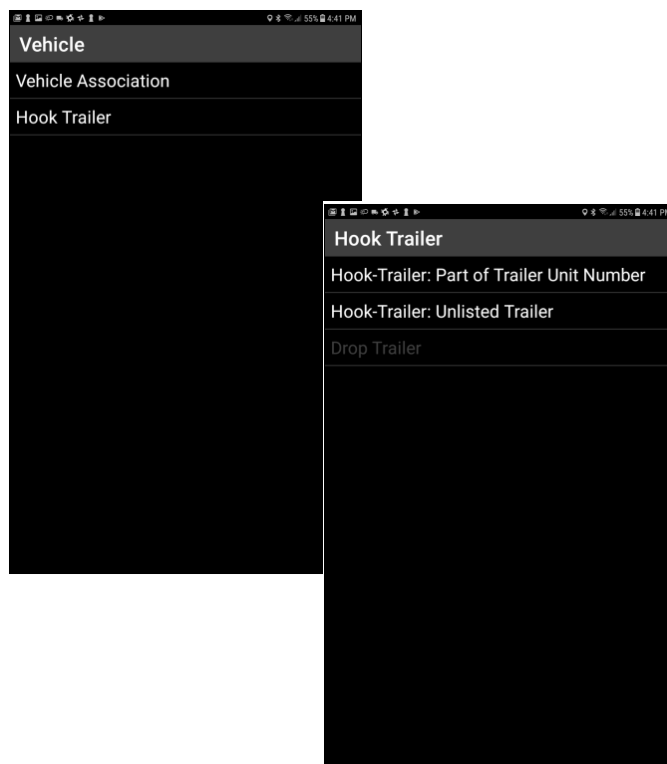 55% 4:41 PM
Vehicle
Vehicle Association
Hook Trailer
55% 4:41 PM
Hook Trailer
Hook-Trailer: Part of Trailer Unit Number
Hook-Trailer: Unlisted Trailer
Drop Trailer